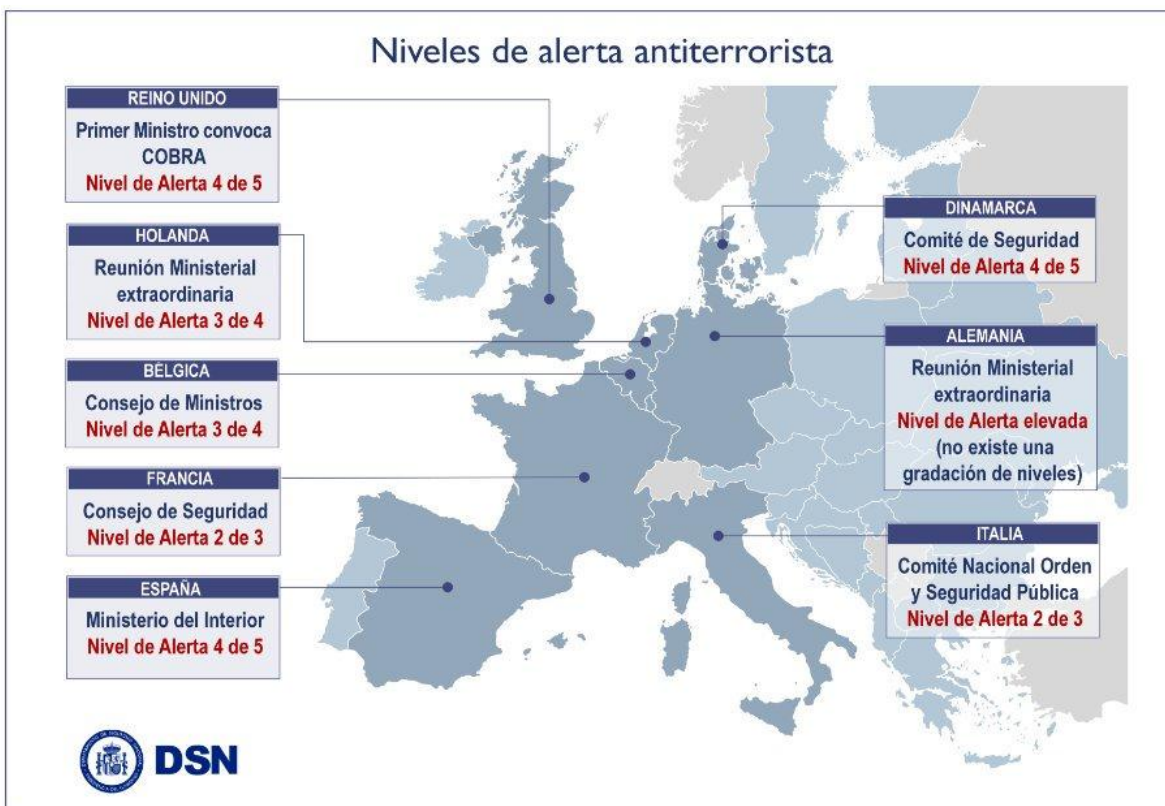 Niveles de alerta antiterrorista
REINO UNIDO
Primer Ministro convoca
COBRA
Nivel de Alerta 4 de 5
HOLANDA
Reunión Ministerial
extraordinaria
Nivel de Alerta 3 de 4
BÉLGICA
Consejo de Ministros
Nivel de Alerta 3 de 4
FRANCIA
Consejo de Seguridad
Nivel de Alerta 2 de 3
ESPAÑA
Ministerio del Interior
Nivel de Alerta 4 de 5
DINAMARCA
Comité de Seguridad
Nivel de Alerta 4 de 5
ALEMANIA
Reunión Ministerial
extraordinaria
Nivel de Alerta elevada
(no existe una
gradación de niveles)
ITALIA
Comité Nacional Orden
y Seguridad Pública
Nivel de Alerta 2 de 3
DSN